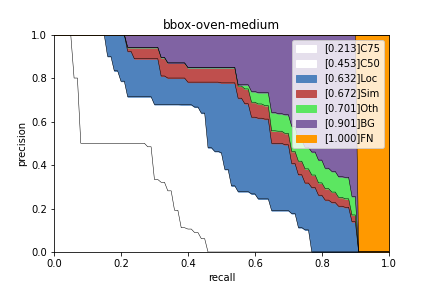 bbox-oven-medium
1.0
0.8
0.6
0.4
0.2
0.0
precision
0.0 0.2 0.4 0.6 0.8 1.0
recall
[0.213]C75
[0.453]C50
[0.632]Loc
[0.672]Sim
[0.701]Oth
[0.901]BG
[1.000]FN